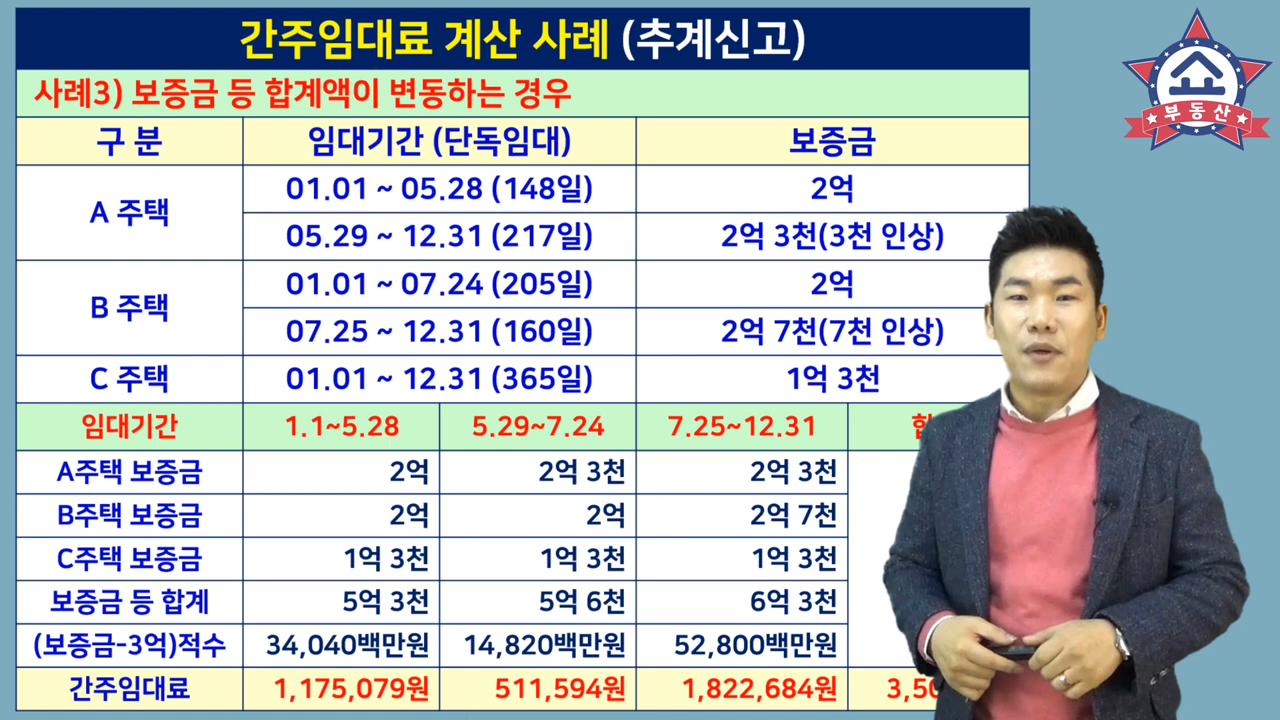 간주임대료 계산 사례 (추계신고)
사례3) 보증금 등 합계액이 변동하는 경우
구 분 임대기간 (단독임대) 보증금
A 주택 01.01 ~ 05.28 (148일) 2억
05.29 ~ 12.31 (217일) 2억 3천(3천 인상)
B 주택 01.01 ~ 07.24 (205일) 2억
07.25 ~ 12.31 (160일) 2억 7천(7천 인상)
C 주택 01.01 ~ 12.31 (365일) 1억 3천
임대기간 1.1~5.28 5.29~7.24 7.25~12.31
A주택 보증금 2억 2억 3천 2억 3천
B주택 보증금 2억 2억 2억 7천
C주택 보증금 1억 3천 1억 3천 1억 3천
보증금 등 합계 5억 3천 5억 6천 6억 3천
(보증금-3억)적수 34,040백만원 14,820백만원 52,800백만원
간주임대료 1,175,079원 511,594원 1,822,684원
부동산